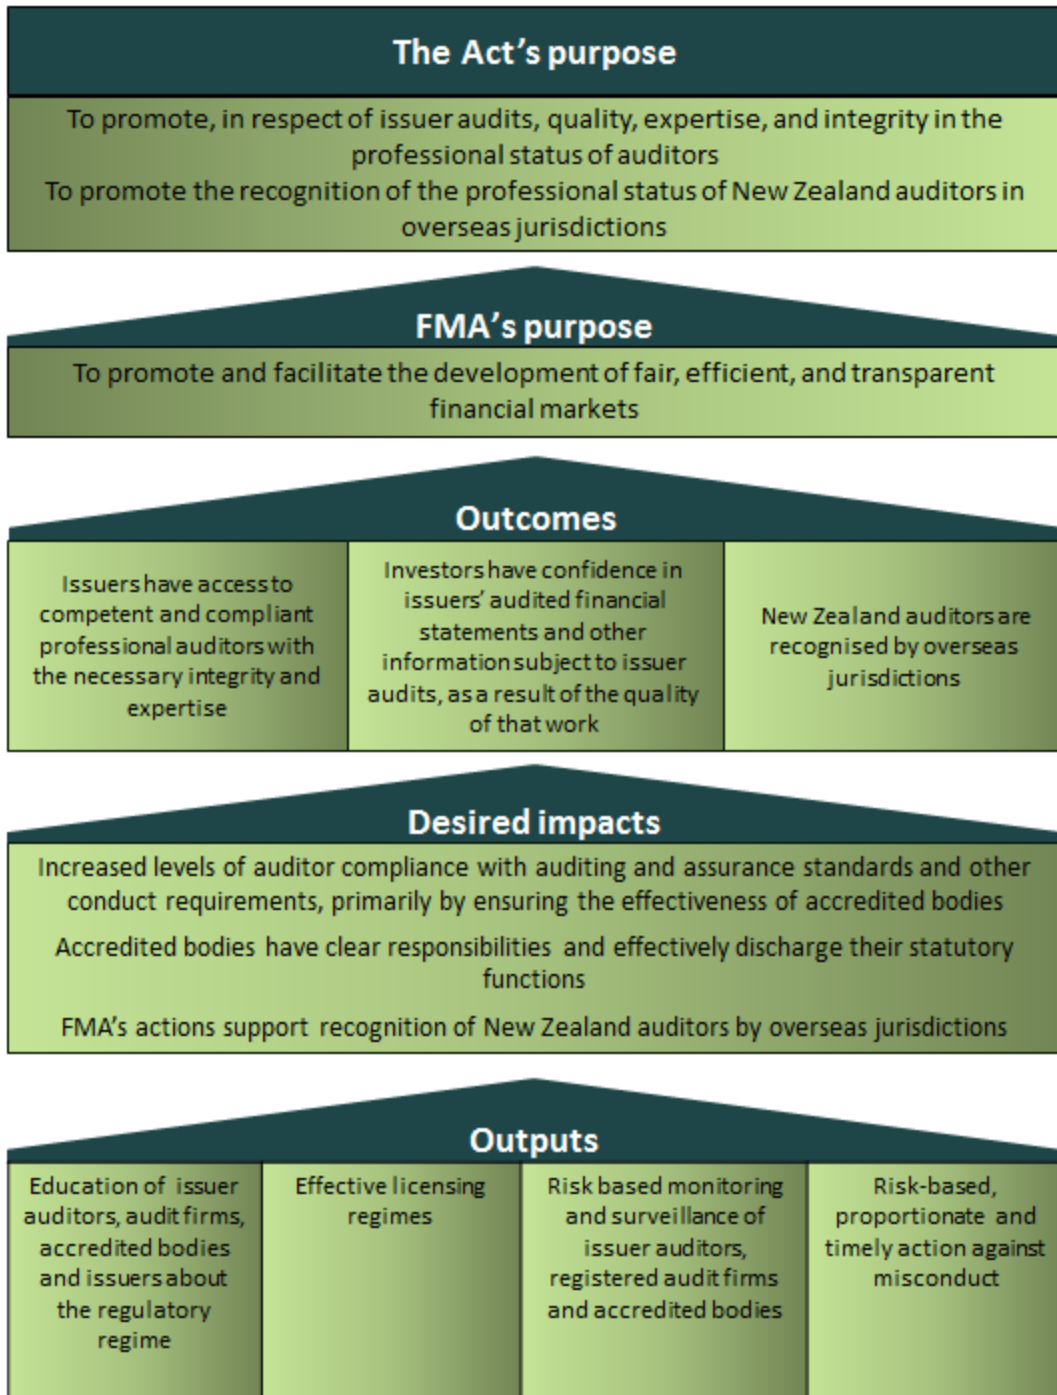 The Act's purpose
To promote, in respect of issuer audits, quality, expertise, and integrity in the
professional status of auditors
To promote the recognition of the professional status of New Zealand auditors in
overseas jurisdictions
FMA's purpose
To promote and facilitate the development of fair, efficient, and transparent
financial markets
Outcomes
Issuers have access to
competent and compliant
professional auditors with
the necessary integrity and
expertise
Investors have confidence in
issuers' audited financial
statements and other
information subject to issuer
audits, as a result of the quality
of that work
New Zealand auditors are
recognised by overseas
jurisdictions
Desired impacts
Increased levels of auditor compliance with auditing and assurance standards and other
conduct requirements, primarily by ensuring the effectiveness of accredited bodies
Accredited bodies have clear responsibilities and effectively discharge their statutory
functions
FMA's actions support recognition of New Zealand auditors by overseas jurisdictions
Outputs
Education of issuer
auditors, audit firms,
accredited bodies
and issuers about
the regulatory
regime
Effective licensing
regimes
Risk based monitoring
and surveillance of
issuer auditors,
registered audit firms
and accredited bodies
Risk-based,
proportionate and
timely action against
misconduct